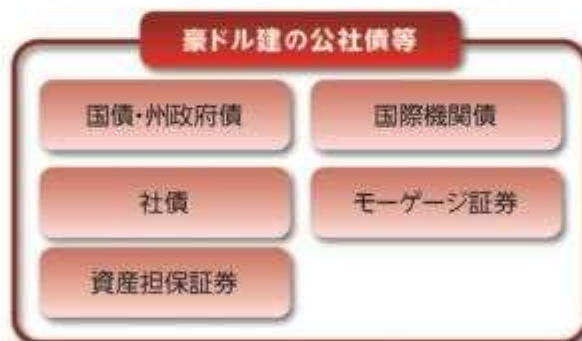 豪ドル建の公社債等
国債・州政府債
国際機関債
社債
モーゲージ証券
資産担保証券